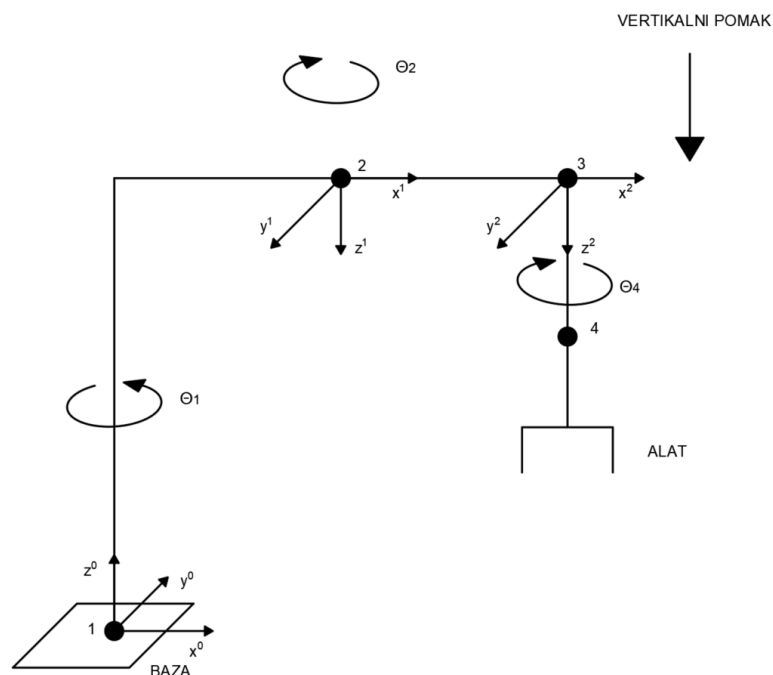 VERTIKALNI POMAK
Θ2
2
3
x¹
x²
y¹
z¹
y²
z²
Θ4
4
Θ1
ALAT
z⁰
y⁰
1
x⁰
BAZA